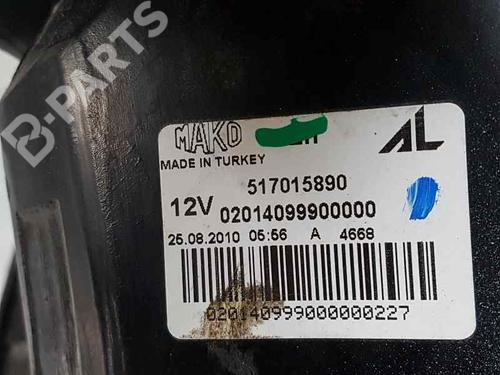 B-PARTS
MAKO
AL
MADE IN TURKEY
517015890
12V 02014099900000
25.08.2010 05:56 A 4668
020140999000000227